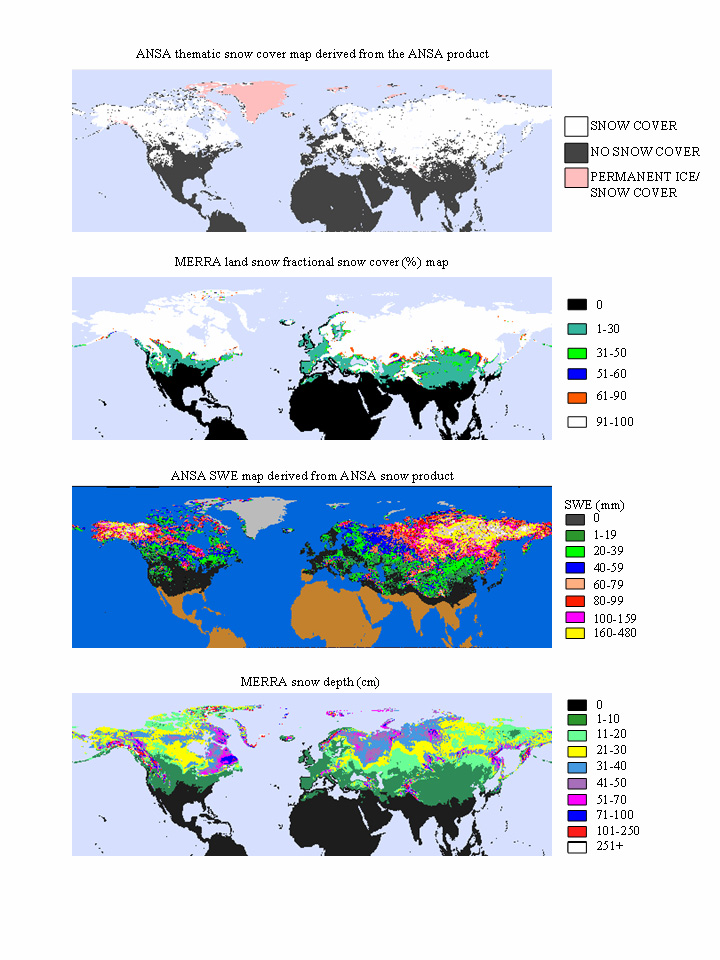 ANSA thematic snow cover map derived from the ANSA product
SNOW COVER
NO SNOW COVER
PERMANENT ICE/
SNOW COVER
MERRA land snow fractional snow cover (%) map
0
1-30
31-50
51-60
61-90
91-100
ANSA SWE map derived from ANSA snow product
SWE (mm)
0
1-19
20-39
40-59
60-79
80-99
100-159
160-480
MERRA snow depth (cm)
0
1-10
11-20
21-30
31-40
41-50
51-70
71-100
101-250
251+